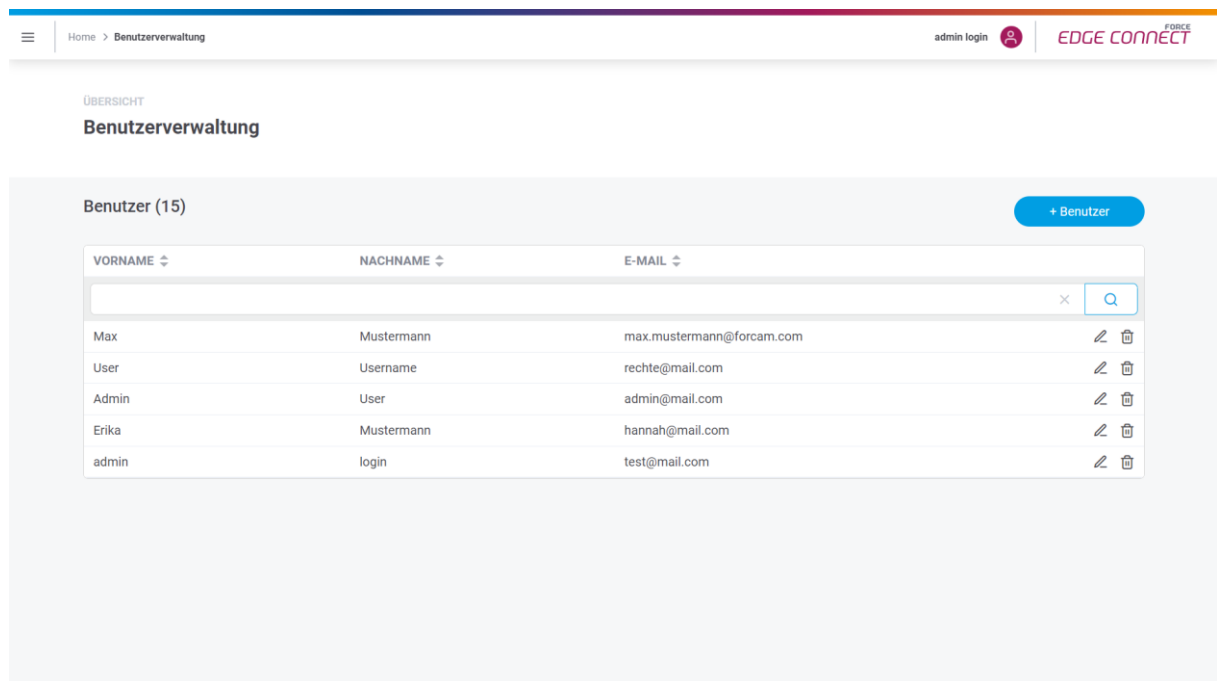 Home > Benutzerverwaltung
admin login
FORCE
EDGE CONNECT
ÜBERSICHT
Benutzerverwaltung
Benutzer (15)
+ Benutzer
VORNAME NACHNAME E-MAIL
Max Mustermann max.mustermann@forcam.com
User Username rechte@mail.com
Admin User admin@mail.com
Erika Mustermann hannah@mail.com
admin login test@mail.com